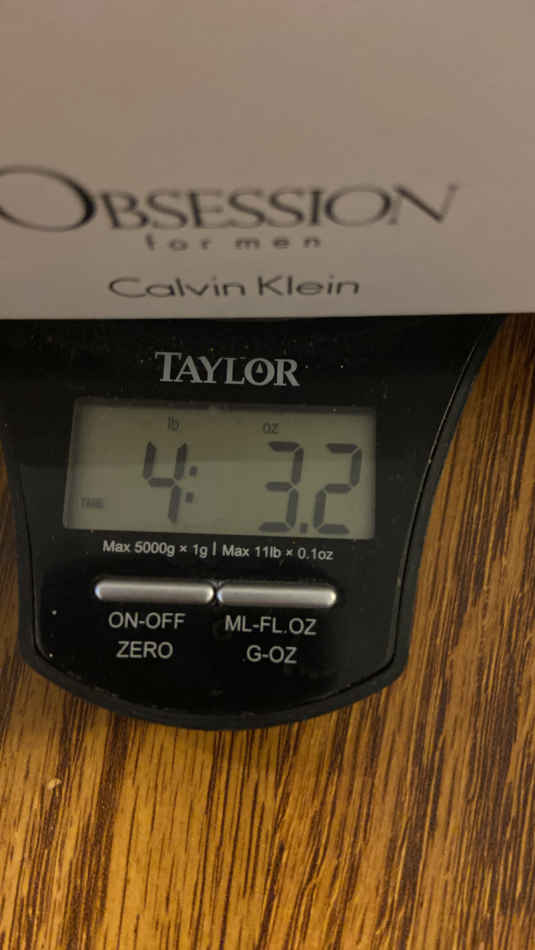 OBSESSION
for men
Calvin Klein
TAYLOR
lb oz
4: 3.2
TARE
Max 5000g × 1g | Max 11lb × 0.1oz
ON-OFF ML-FL.OZ
ZERO G-OZ